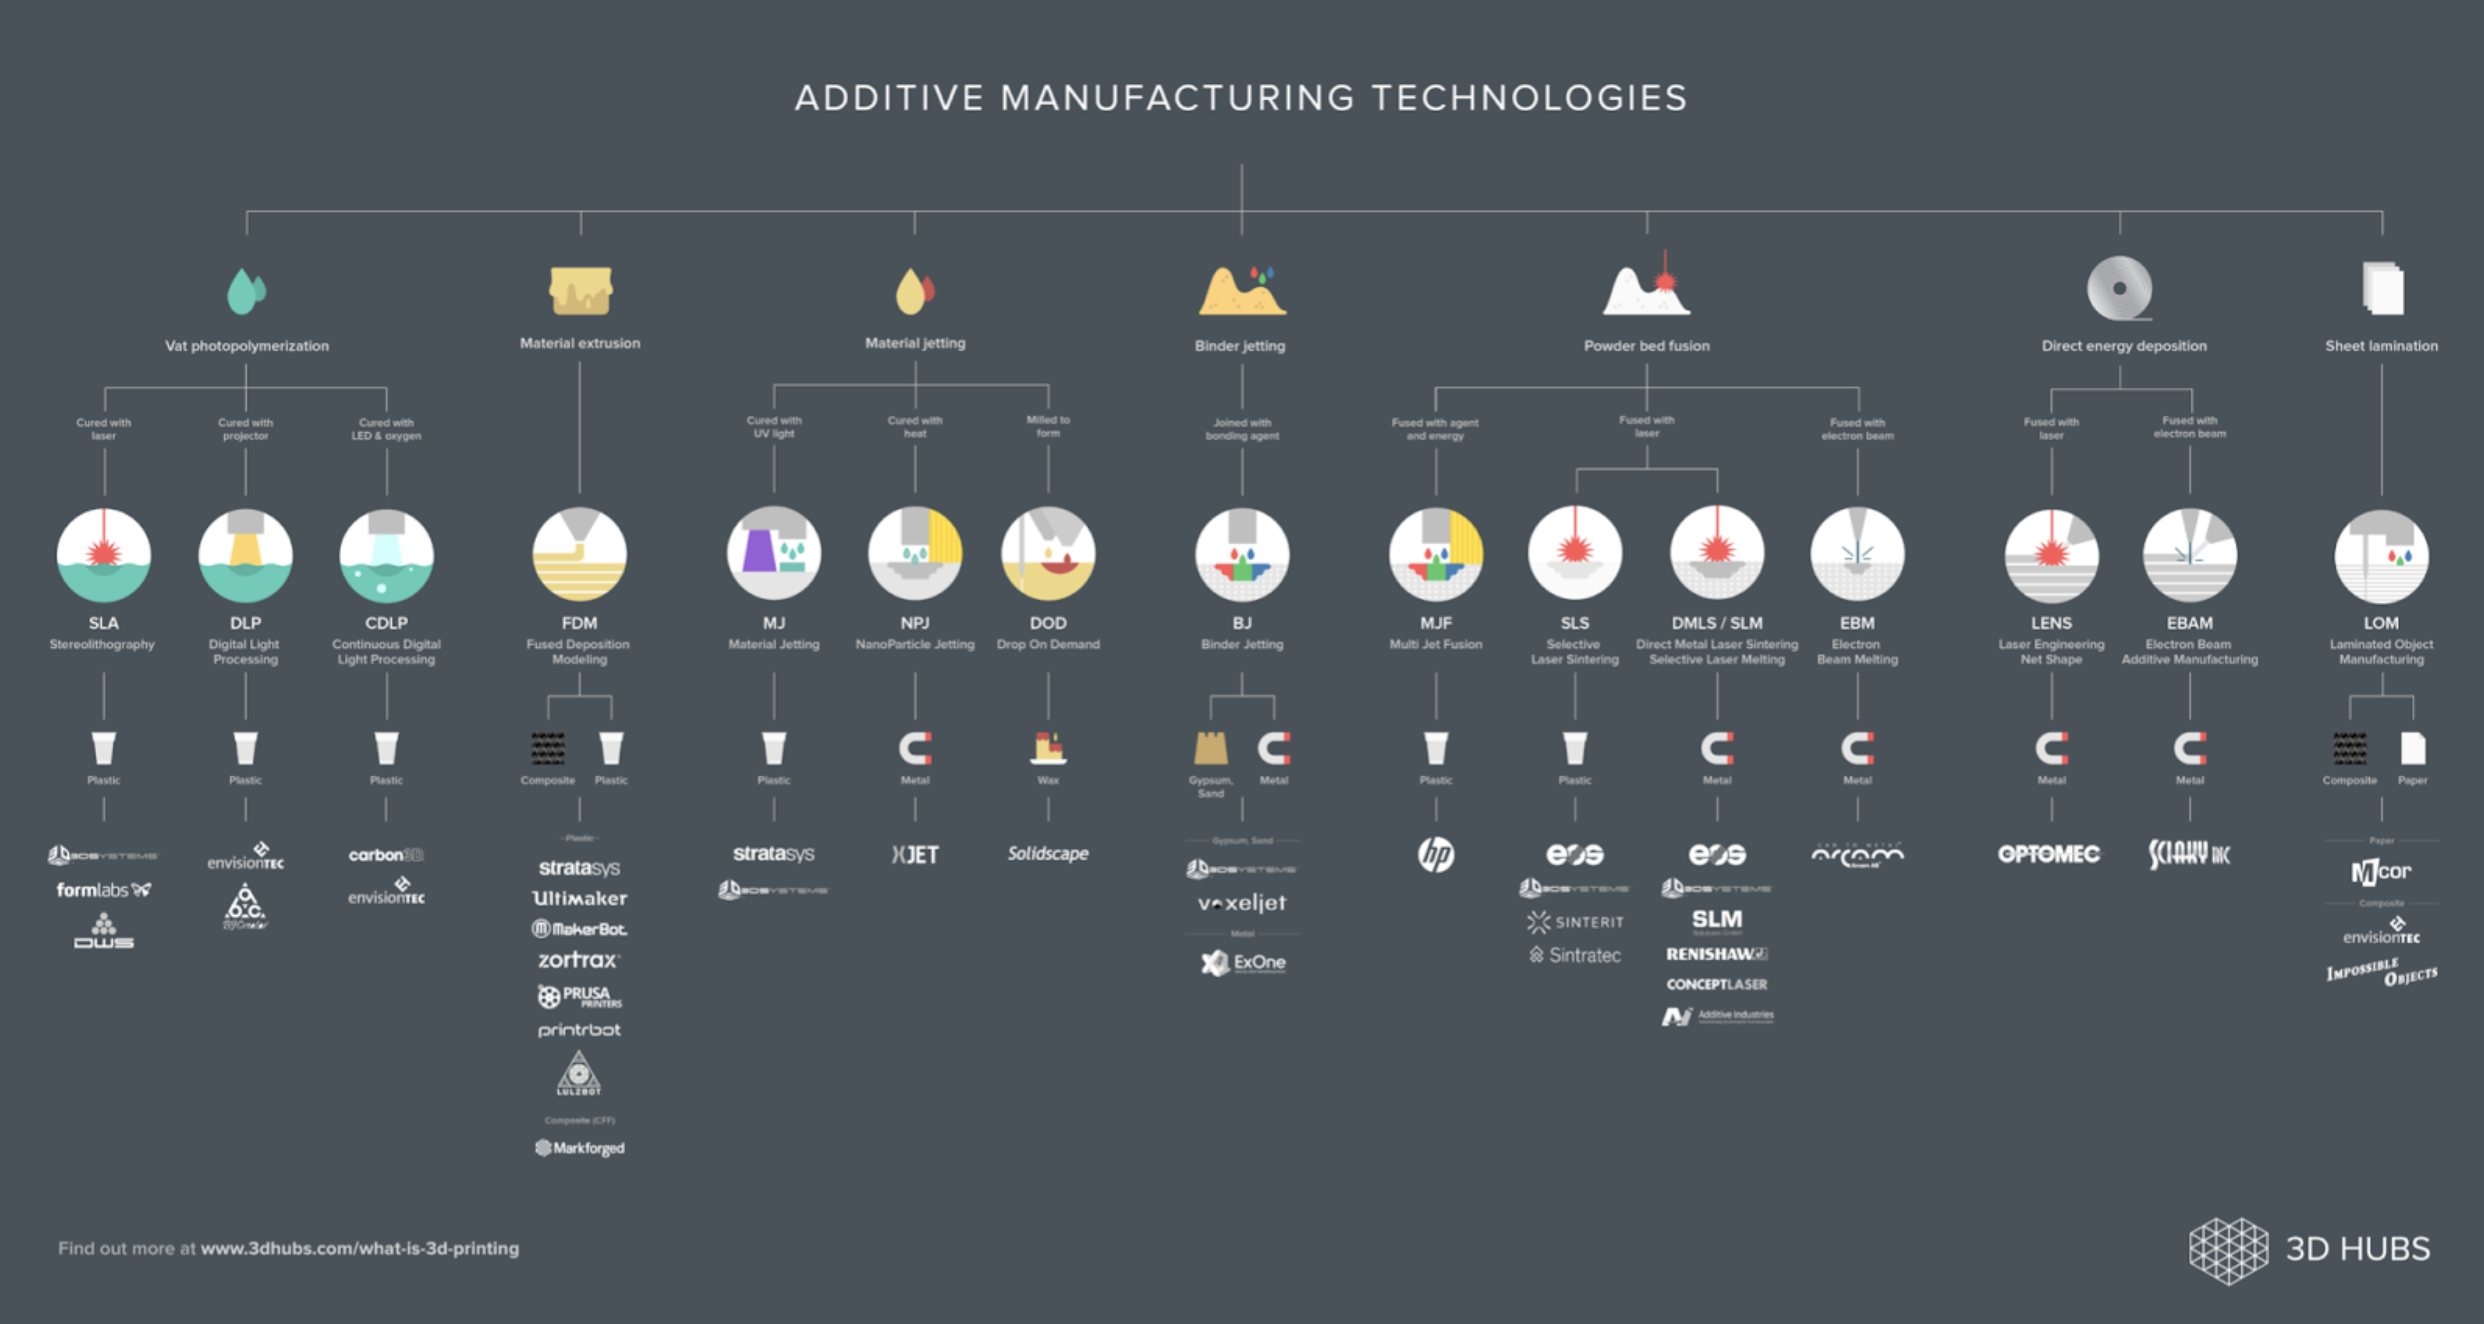 ADDITIVE MANUFACTURING TECHNOLOGIES
Vat photopolymerization
Material extrusion
Material jetting
Binder jetting
Powder bed fusion
Direct energy deposition
Sheet lamination
Cured with
laser
Cured with
projector
Cured with
LED & oxygen
Cured with
UV light
Cured with
heat
Milled to
form
Joined with
bonding agent
Fused with agent
and energy
Fused with
laser
Fused with
electron beam
Fused with
laser
Fused with
electron beam
SLA
Stereolithography
DLP
Digital Light
Processing
CDLP
Continuous Digital
Light Processing
FDM
Fused Deposition
Modeling
MJ
Material Jetting
NPJ
NanoParticle Jetting
DOD
Drop On Demand
BJ
Binder Jetting
MJF
Multi Jet Fusion
SLS
Selective
Laser Sintering
DMLS / SLM
Direct Metal Laser Sintering
Selective Laser Melting
EBM
Electron
Beam Melting
LENS
Laser Engineering
Net Shape
EBAM
Electron Beam
Additive Manufacturing
LOM
Laminated Object
Manufacturing
Plastic
Plastic
Plastic
Composite
Plastic
Plastic
Metal
Wax
Gypsum,
Sand
Metal
Plastic
Plastic
Metal
Metal
Metal
Metal
Composite
Paper
3D SYSTEMS
formlabs
DWS
envisionTEC
carbon3D
envisionTEC
Plastic
stratasys
Ultimaker
MakerBot
zortrax
PRUSA
PRINTERS
printrbot
LULZBOT
Composite (CFF)
Markforged
stratasys
3D SYSTEMS
XJET
Solidscape
Gypsum, Sand
3D SYSTEMS
voxeljet
Metal
ExOne
hp
eos
3D SYSTEMS
SINTERIT
Sintratec
eos
3D SYSTEMS
SLM
RENISHAW
CONCEPTLASER
Additive Industries
arcam
OPTOMEC
SCIAKY INC
Paper
Mcor
Composite
envisionTEC
IMPOSSIBLE
OBJECTS
Find out more at www.3dhubs.com/what-is-3d-printing
3D HUBS